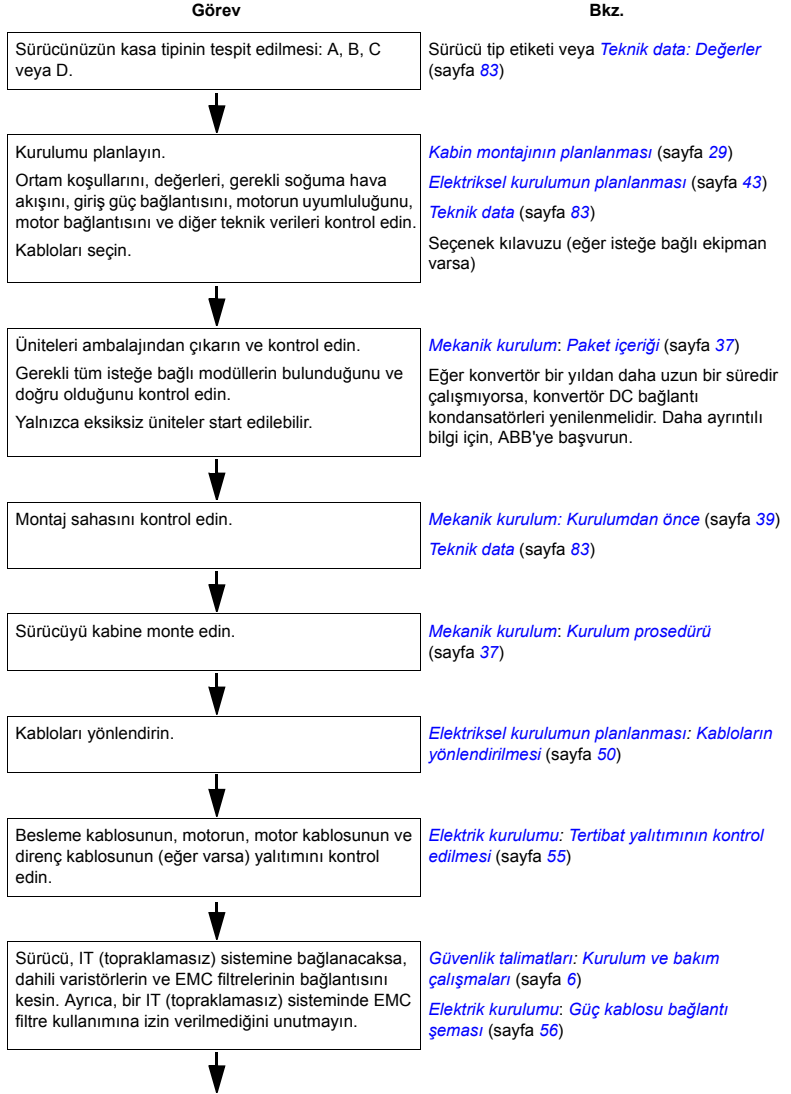 Görev
Bkz.
Sürücünüzün kasa tipinin tespit edilmesi: A, B, C
veya D.
Sürücü tip etiketi veya Teknik data: Değerler
(sayfa 83)
Kurulumu planlayın.
Ortam koşullarını, değerleri, gerekli soğuma hava
akışını, giriş güç bağlantısını, motorun uyumluluğunu,
motor bağlantısını ve diğer teknik verileri kontrol edin.
Kabloları seçin.
Kabin montajının planlanması (sayfa 29)
Elektriksel kurulumun planlanması (sayfa 43)
Teknik data (sayfa 83)
Seçenek kılavuzu (eğer isteğe bağlı ekipman
varsa)
Üniteleri ambalajından çıkarın ve kontrol edin.
Gerekli tüm isteğe bağlı modüllerin bulunduğunu ve
doğru olduğunu kontrol edin.
Yalnızca eksiksiz üniteler start edilebilir.
Mekanik kurulum: Paket içeriği (sayfa 37)
Eğer konvertör bir yıldan daha uzun bir süredir
çalışmıyorsa, konvertör DC bağlantı
kondansatörleri yenilenmelidir. Daha ayrıntılı
bilgi için, ABB'ye başvurun.
Montaj sahasını kontrol edin.
Mekanik kurulum: Kurulumdan önce (sayfa 39)
Teknik data (sayfa 83)
Sürücüyü kabine monte edin.
Mekanik kurulum: Kurulum prosedürü
(sayfa 37)
Kabloları yönlendirin.
Elektriksel kurulumun planlanması: Kabloların
yönlendirilmesi (sayfa 50)
Besleme kablosunun, motorun, motor kablosunun ve
direnç kablosunun (eğer varsa) yalıtımını kontrol
edin.
Elektrik kurulumu: Tertibat yalıtımının kontrol
edilmesi (sayfa 55)
Sürücü, IT (topraklamasız) sistemine bağlanacaksa,
dahili varistörlerin ve EMC filtrelerinin bağlantısını
kesin. Ayrıca, bir IT (topraklamasız) sisteminde EMC
filtre kullanımına izin verilmediğini unutmayın.
Güvenlik talimatları: Kurulum ve bakım
çalışmaları (sayfa 6)
Elektrik kurulumu: Güç kablosu bağlantı
şeması (sayfa 56)